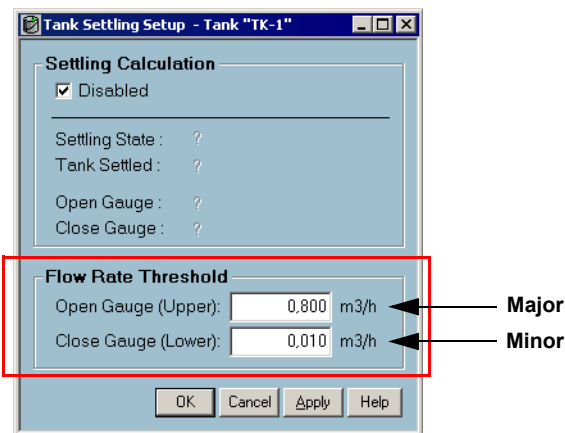 Tank Settling Setup - Tank "TK-1"
Settling Calculation
Disabled
Settling State : ?
Tank Settled : ?
Open Gauge : ?
Close Gauge : ?
Flow Rate Threshold
Open Gauge (Upper): 0,800 m3/h Major
Close Gauge (Lower): 0,010 m3/h Minor
OK Cancel Apply Help